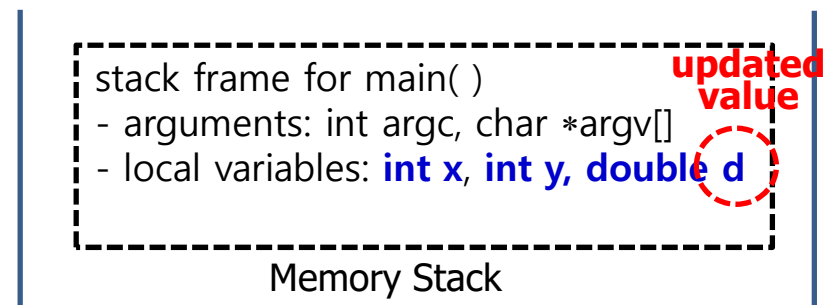 updated
value
stack frame for main( )
- arguments: int argc, char *argv[]
- local variables: int x, int y, double d
Memory Stack